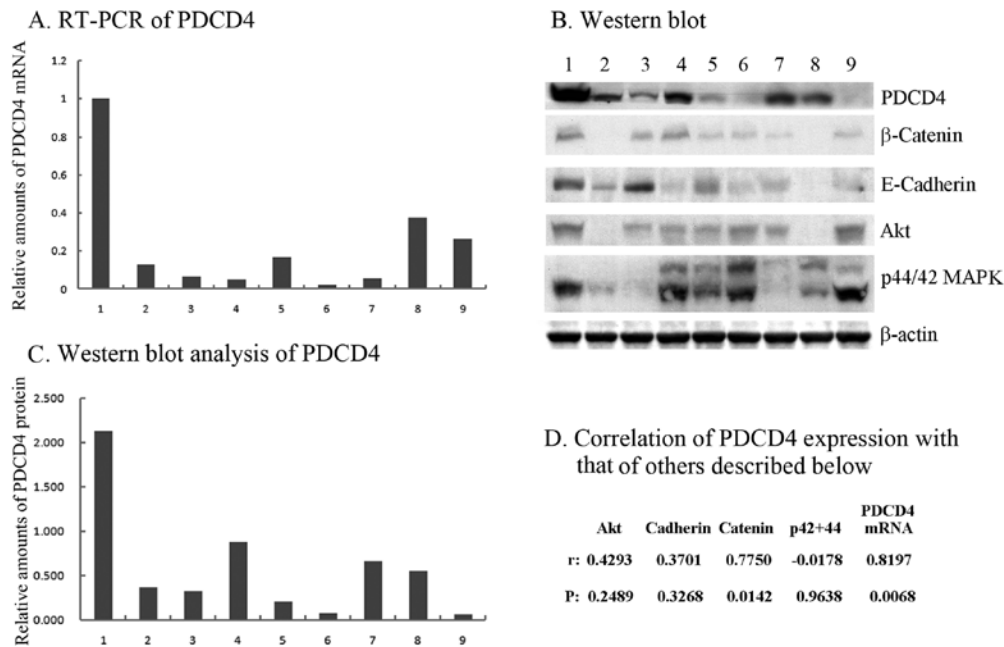 A. RT-PCR of PDCD4
Relative amounts of PDCD4 mRNA
1.2
1
0.8
0.6
0.4
0.2
0
1 2 3 4 5 6 7 8 9
B. Western blot
1 2 3 4 5 6 7 8 9
PDCD4
β-Catenin
E-Cadherin
Akt
p44/42 MAPK
β-actin
C. Western blot analysis of PDCD4
Relative amounts of PDCD4 protein
2.500
2.000
1.500
1.000
0.500
0.000
1 2 3 4 5 6 7 8 9
D. Correlation of PDCD4 expression with
that of others described below
Akt Cadherin Catenin p42+44 PDCD4
mRNA
r: 0.4293 0.3701 0.7750 -0.0178 0.8197
P: 0.2489 0.3268 0.0142 0.9638 0.0068